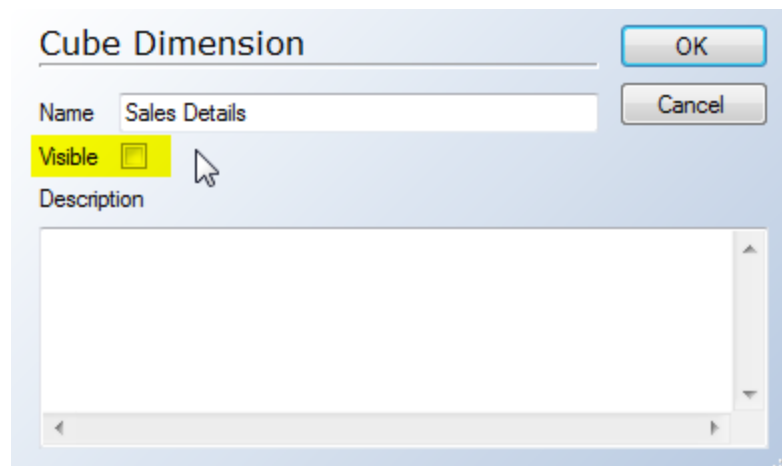 Cube Dimension
OK
Name Sales Details
Cancel
Visible
Description